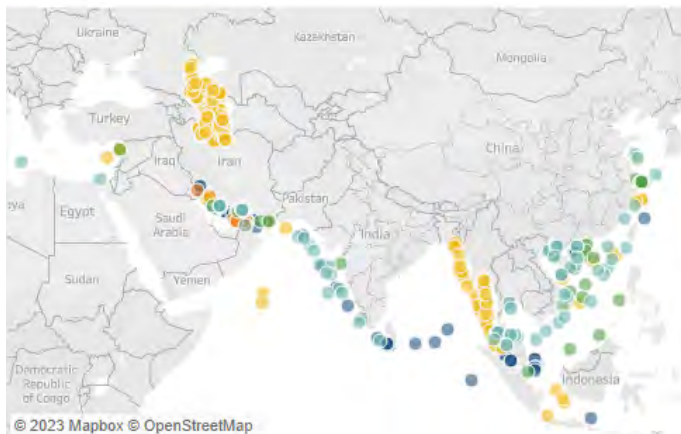 Ukraine
Kazakhstan
Mongolia
Turkey
China
Iraq
Iran
Pakistan
ya
Egypt
Saudi
Arabia
India
Sudan
Yemen
Democratic
Republic
of Congo
Indonesia
© 2023 Mapbox © OpenStreetMap